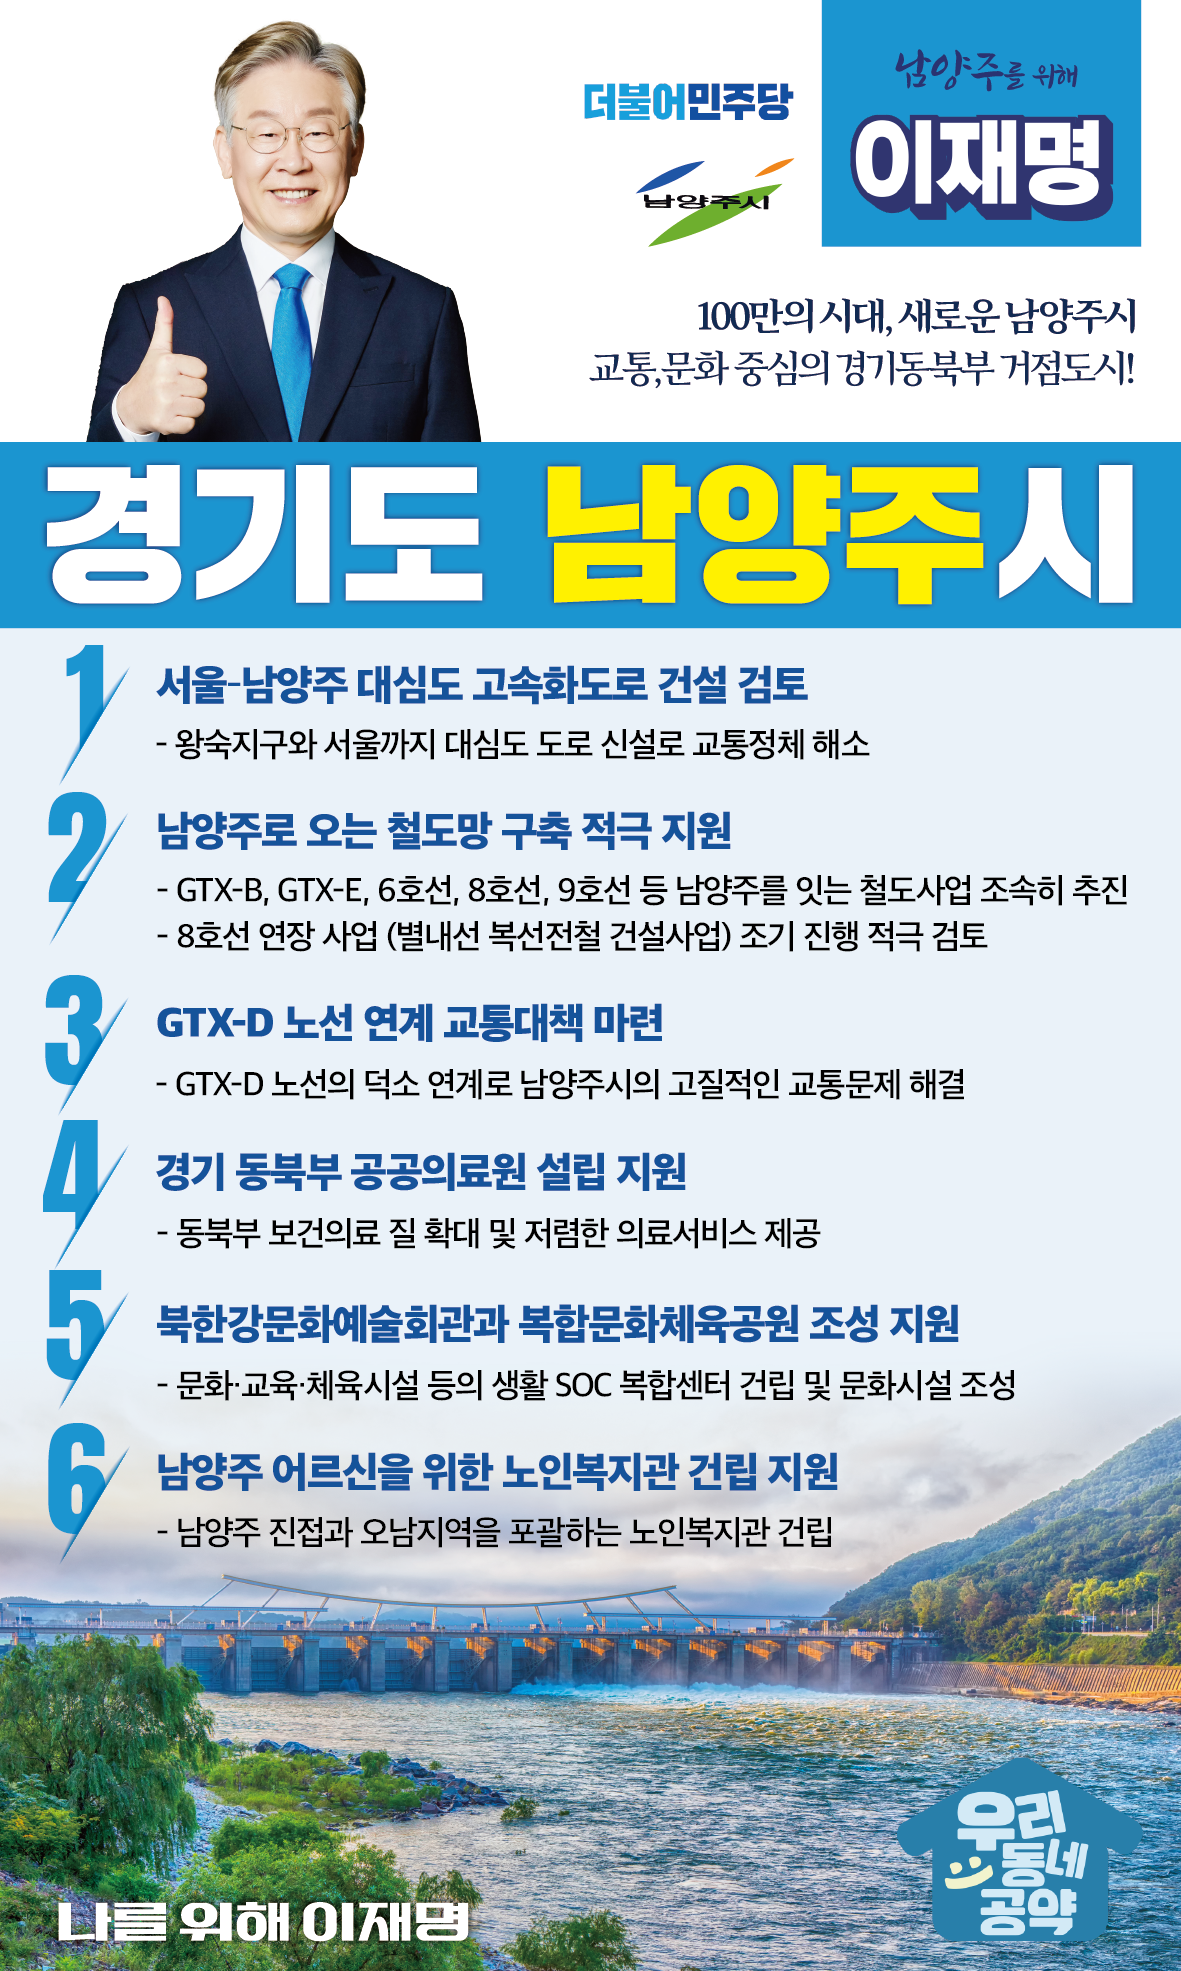 더불어민주당
남양주시
남양주를 위해
이재명
100만의 시대, 새로운 남양주시
교통,문화 중심의 경기동북부 거점도시!
경기도 남양주시
1
서울-남양주 대심도 고속화도로 건설 검토
- 왕숙지구와 서울까지 대심도 도로 신설로 교통정체 해소
2
남양주로 오는 철도망 구축 적극 지원
- GTX-B, GTX-E, 6호선, 8호선, 9호선 등 남양주를 잇는 철도사업 조속히 추진
- 8호선 연장 사업 (별내선 복선전철 건설사업) 조기 진행 적극 검토
3
GTX-D 노선 연계 교통대책 마련
- GTX-D 노선의 덕소 연계로 남양주시의 고질적인 교통문제 해결
4
경기 동북부 공공의료원 설립 지원
- 동북부 보건의료 질 확대 및 저렴한 의료서비스 제공
5
북한강문화예술회관과 복합문화체육공원 조성 지원
- 문화·교육·체육시설 등의 생활 SOC 복합센터 건립 및 문화시설 조성
6
남양주 어르신을 위한 노인복지관 건립 지원
- 남양주 진접과 오남지역을 포괄하는 노인복지관 건립
나를 위해 이재명
우리
동네
공약